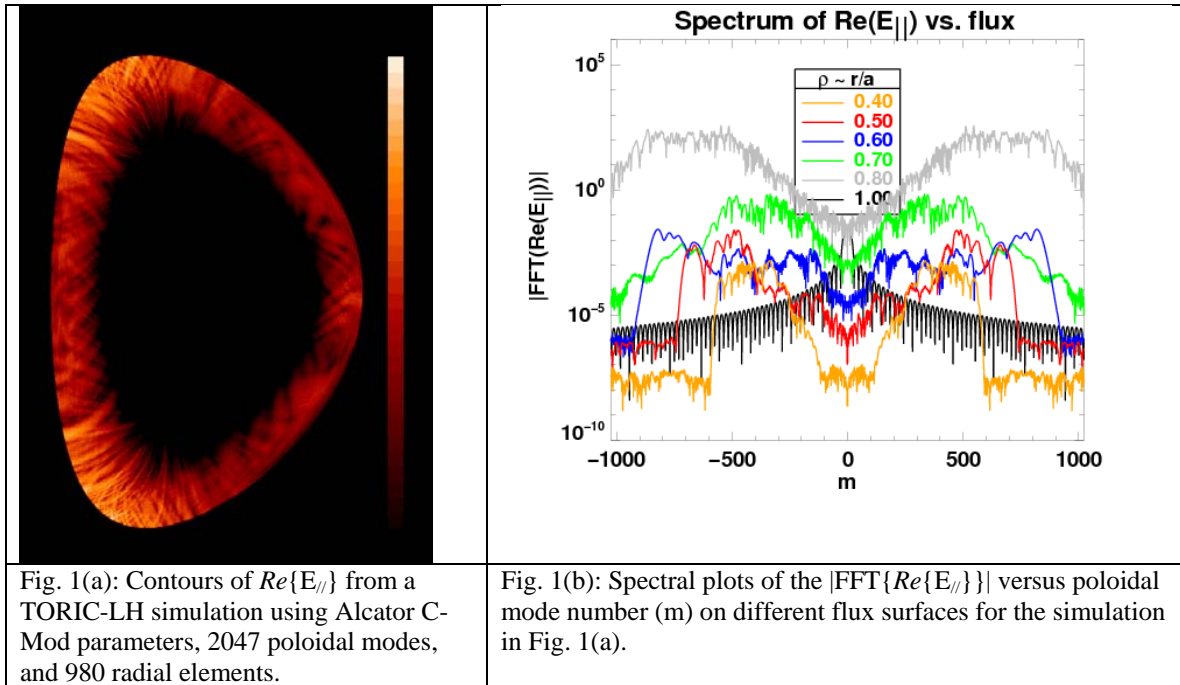 Spectrum of Re(E||) vs. flux
10^5
10^0
10^-5
10^-10
|FFT(Re(E||))|
ρ ~ r/a
0.40
0.50
0.60
0.70
0.80
1.00
−1000
−500
0
500
1000
m
Fig. 1(a): Contours of Re{E//} from a
TORIC-LH simulation using Alcator C-
Mod parameters, 2047 poloidal modes,
and 980 radial elements.
Fig. 1(b): Spectral plots of the |FFT{Re{E//}}| versus poloidal
mode number (m) on different flux surfaces for the simulation
in Fig. 1(a).